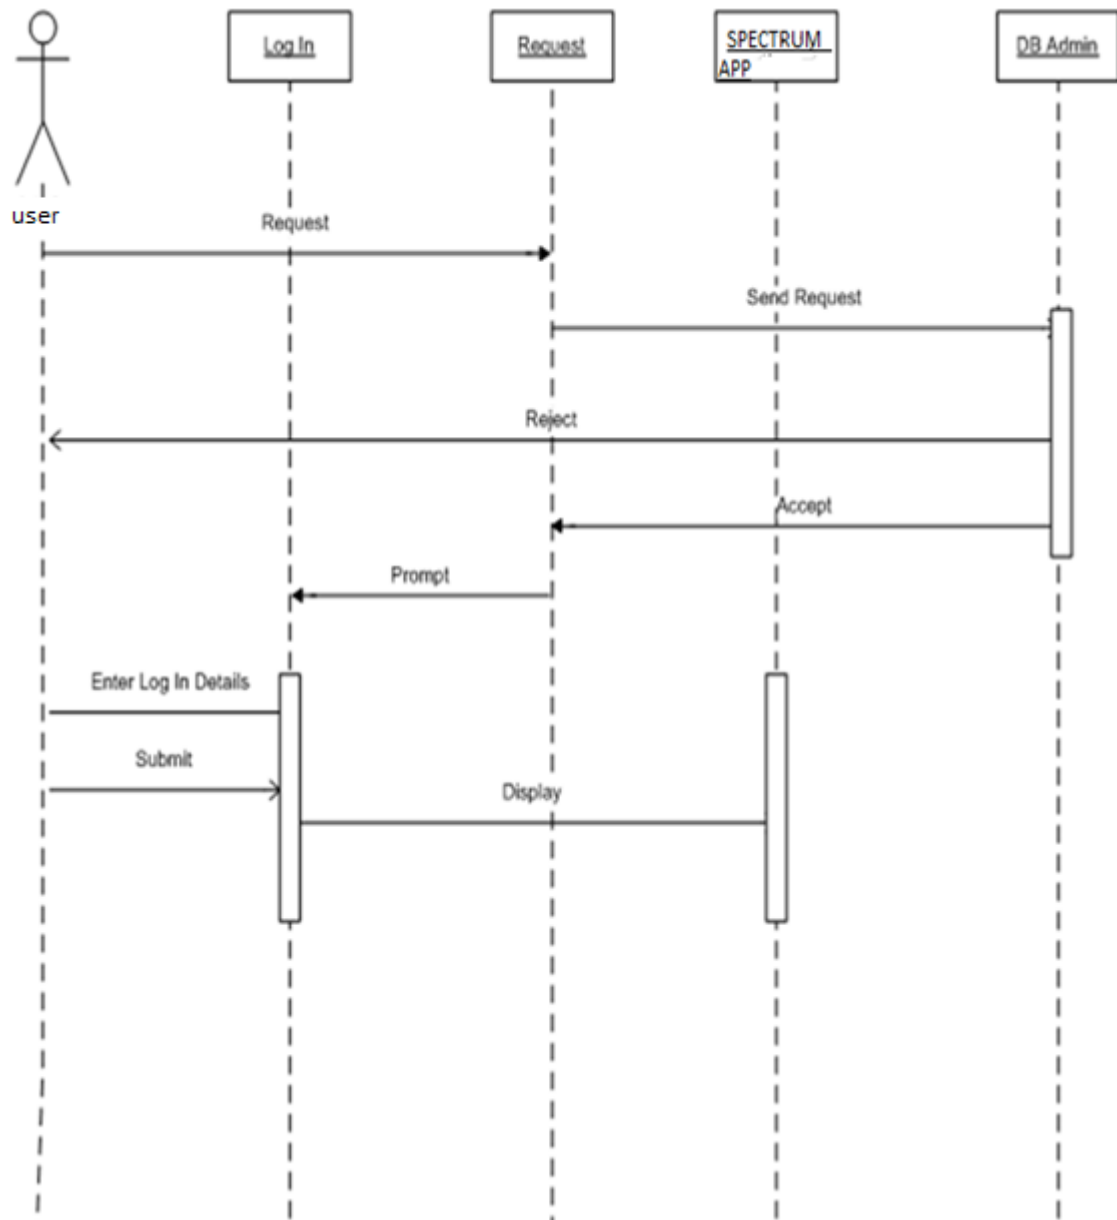 Log In
Request
SPECTRUM
APP
DB Admin
user
Request
Send Request
Reject
Accept
Prompt
Enter Log In Details
Submit
Display